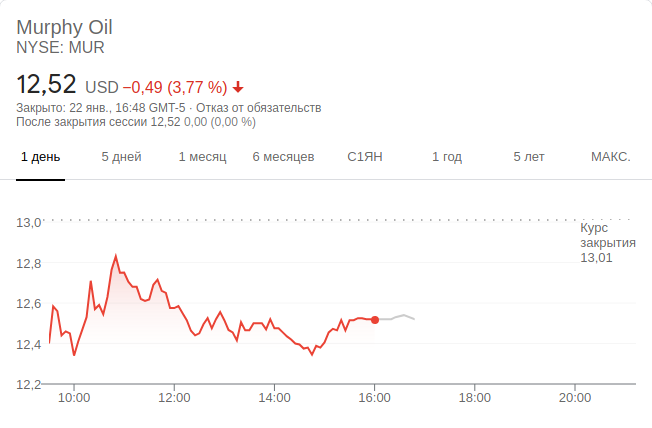 Murphy Oil
NYSE: MUR
12,52 USD −0,49 (3,77 %)
Закрыто: 22 янв., 16:48 GMT-5 · Отказ от обязательств
После закрытия сессии 12,52 0,00 (0,00 %)
1 день 5 дней 1 месяц 6 месяцев С1ЯН 1 год 5 лет МАКС.
13,0
Курс
закрытия
13,01
12,8
12,6
12,4
12,2
10:00 12:00 14:00 16:00 18:00 20:00